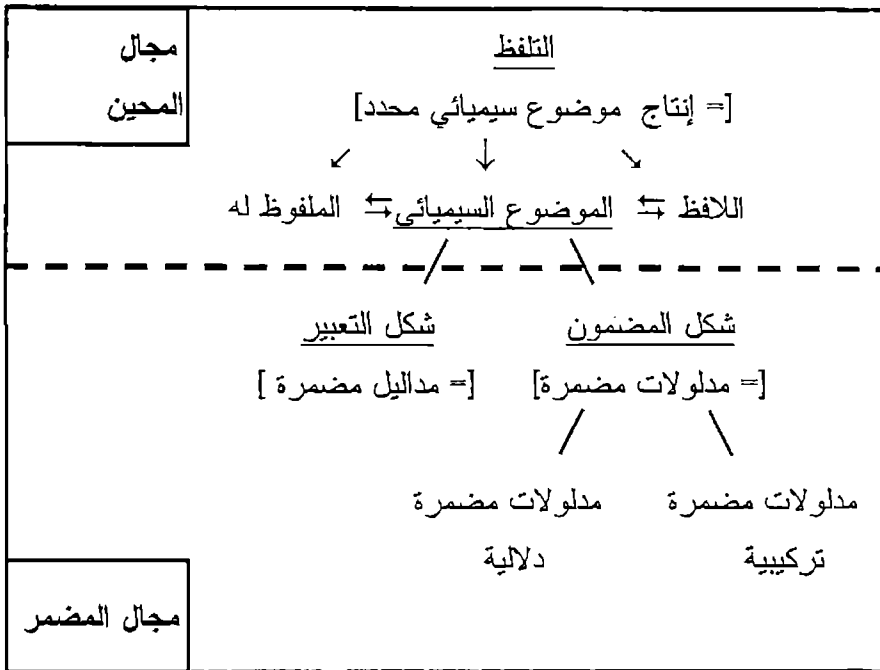 مجال
المحين
التلفظ
[= إنتاج موضوع سيميائي محدد]
↘ ↓ ↙
اللافظ ⇆ الموضوع السيميائي ⇆ الملفوظ له
شكل المضمون شكل التعبير
[= مدلولات مضمرة] [= مداليل مضمرة ]
مدلولات مضمرة مدلولات مضمرة
تركيبية دلالية
مجال المضمر